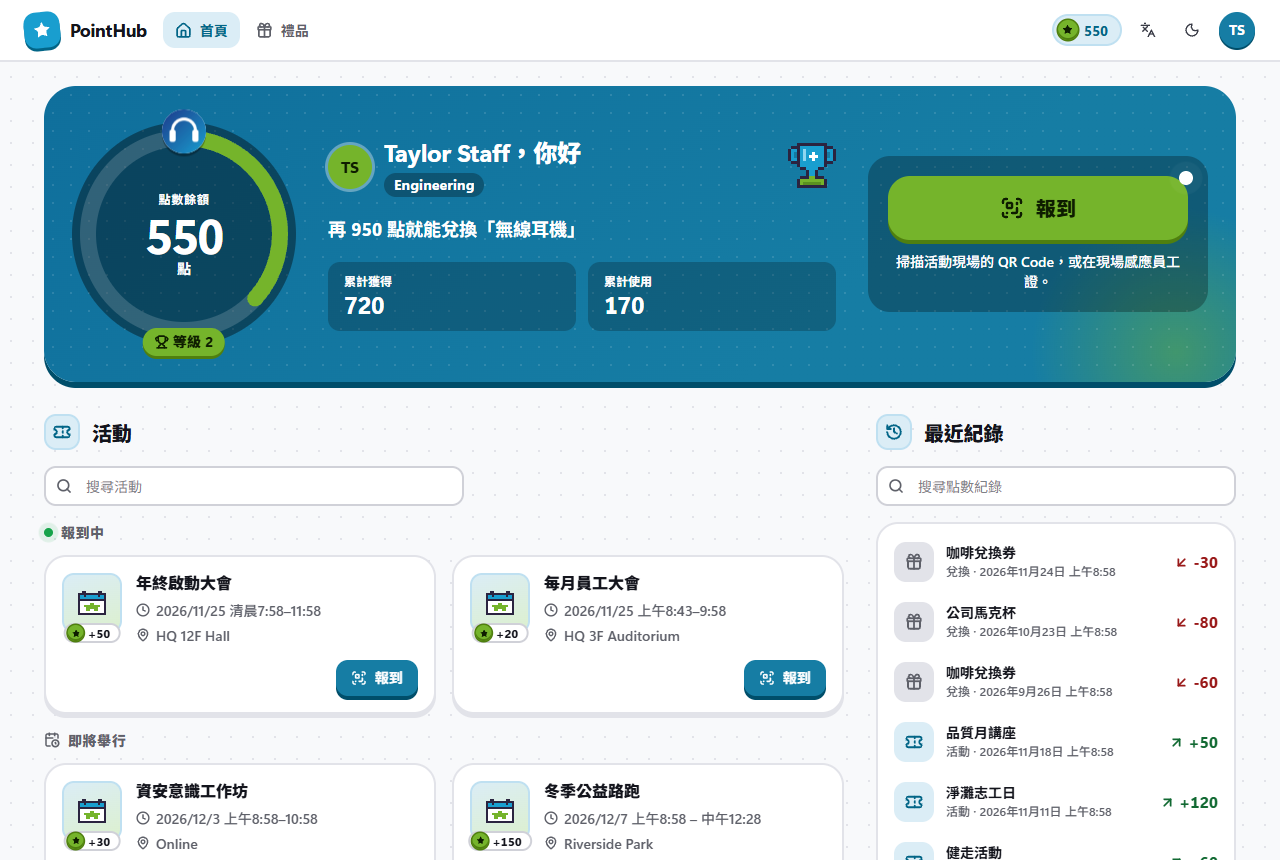 PointHub
首頁
禮品
550
TS
點數餘額
550
點
等級 2
TS
Taylor Staff，你好
Engineering
再 950 點就能兌換「無線耳機」
累計獲得
720
累計使用
170
報到
掃描活動現場的 QR Code，或在現場感應員工
證。
活動
搜尋活動
報到中
年終啟動大會
2026/11/25 清晨7:58–11:58
HQ 12F Hall
+50
報到
每月員工大會
2026/11/25 上午8:43–9:58
HQ 3F Auditorium
+20
報到
即將舉行
資安意識工作坊
2026/12/3 上午8:58–10:58
Online
+30
冬季公益路跑
2026/12/7 上午8:58 – 中午12:28
Riverside Park
+150
最近紀錄
搜尋點數紀錄
咖啡兌換券
兌換 · 2026年11月24日 上午8:58
-30
公司馬克杯
兌換 · 2026年10月23日 上午8:58
-80
咖啡兌換券
兌換 · 2026年9月26日 上午8:58
-60
品質月講座
活動 · 2026年11月18日 上午8:58
+50
淨灘志工日
活動 · 2026年11月11日 上午8:58
+120
健走活動